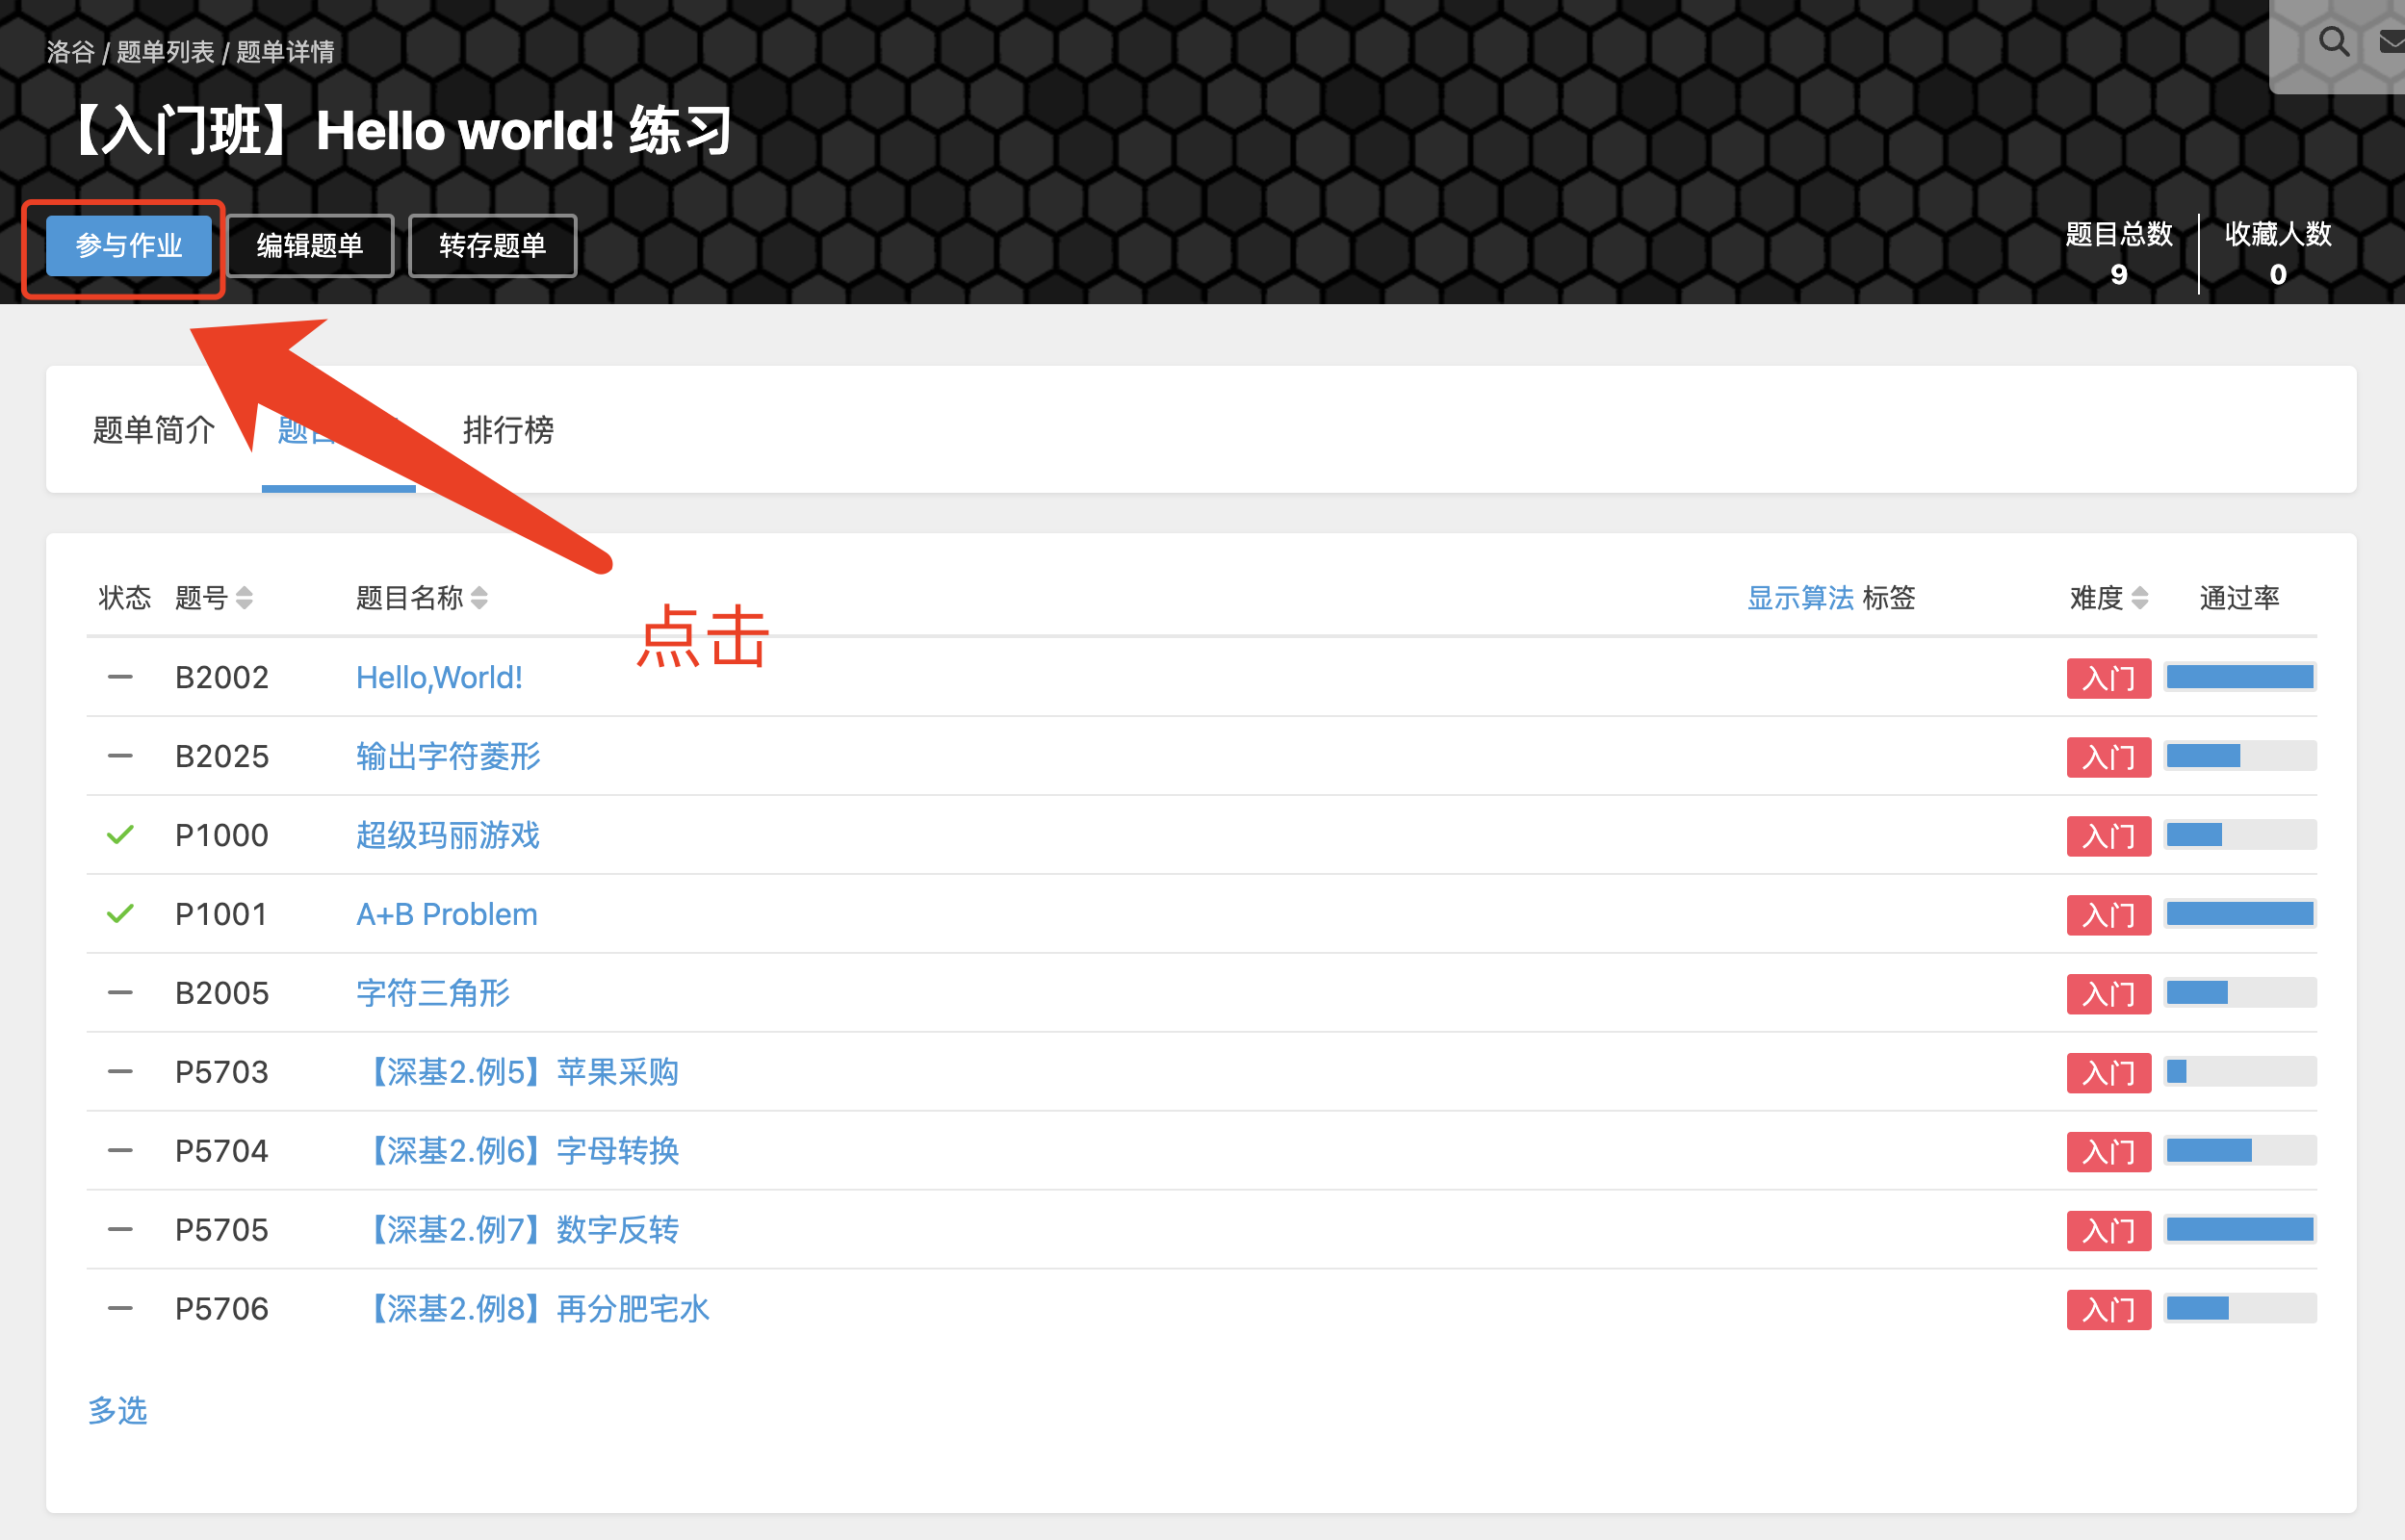 洛谷 / 题单列表 / 题单详情
【入门班】Hello world! 练习
参与作业 编辑题单 转存题单
题目总数 收藏人数
9 0
题单简介 题目 排行榜
点击
状态 题号 题目名称 显示算法 标签 难度 通过率
B2002 Hello,World! 入门
B2025 输出字符菱形 入门
P1000 超级玛丽游戏 入门
P1001 A+B Problem 入门
B2005 字符三角形 入门
P5703 【深基2.例5】苹果采购 入门
P5704 【深基2.例6】字母转换 入门
P5705 【深基2.例7】数字反转 入门
P5706 【深基2.例8】再分肥宅水 入门
多选